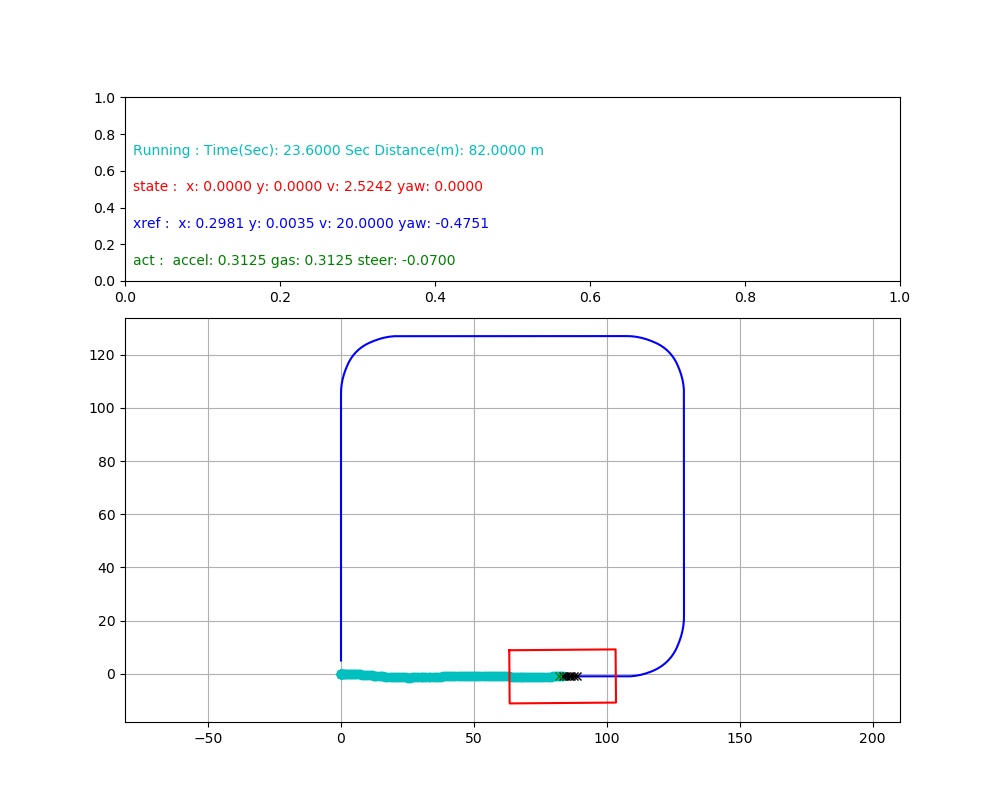 1.0
0.8
Running : Time(Sec): 23.6000 Sec Distance(m): 82.0000 m
0.6
state :  x: 0.0000 y: 0.0000 v: 2.5242 yaw: 0.0000
0.4
xref :  x: 0.2981 y: 0.0035 v: 20.0000 yaw: -0.4751
0.2
act :  accel: 0.3125 gas: 0.3125 steer: -0.0700
0.0
0.0 0.2 0.4 0.6 0.8 1.0
120
100
80
60
40
20
0
−50 0 50 100 150 200